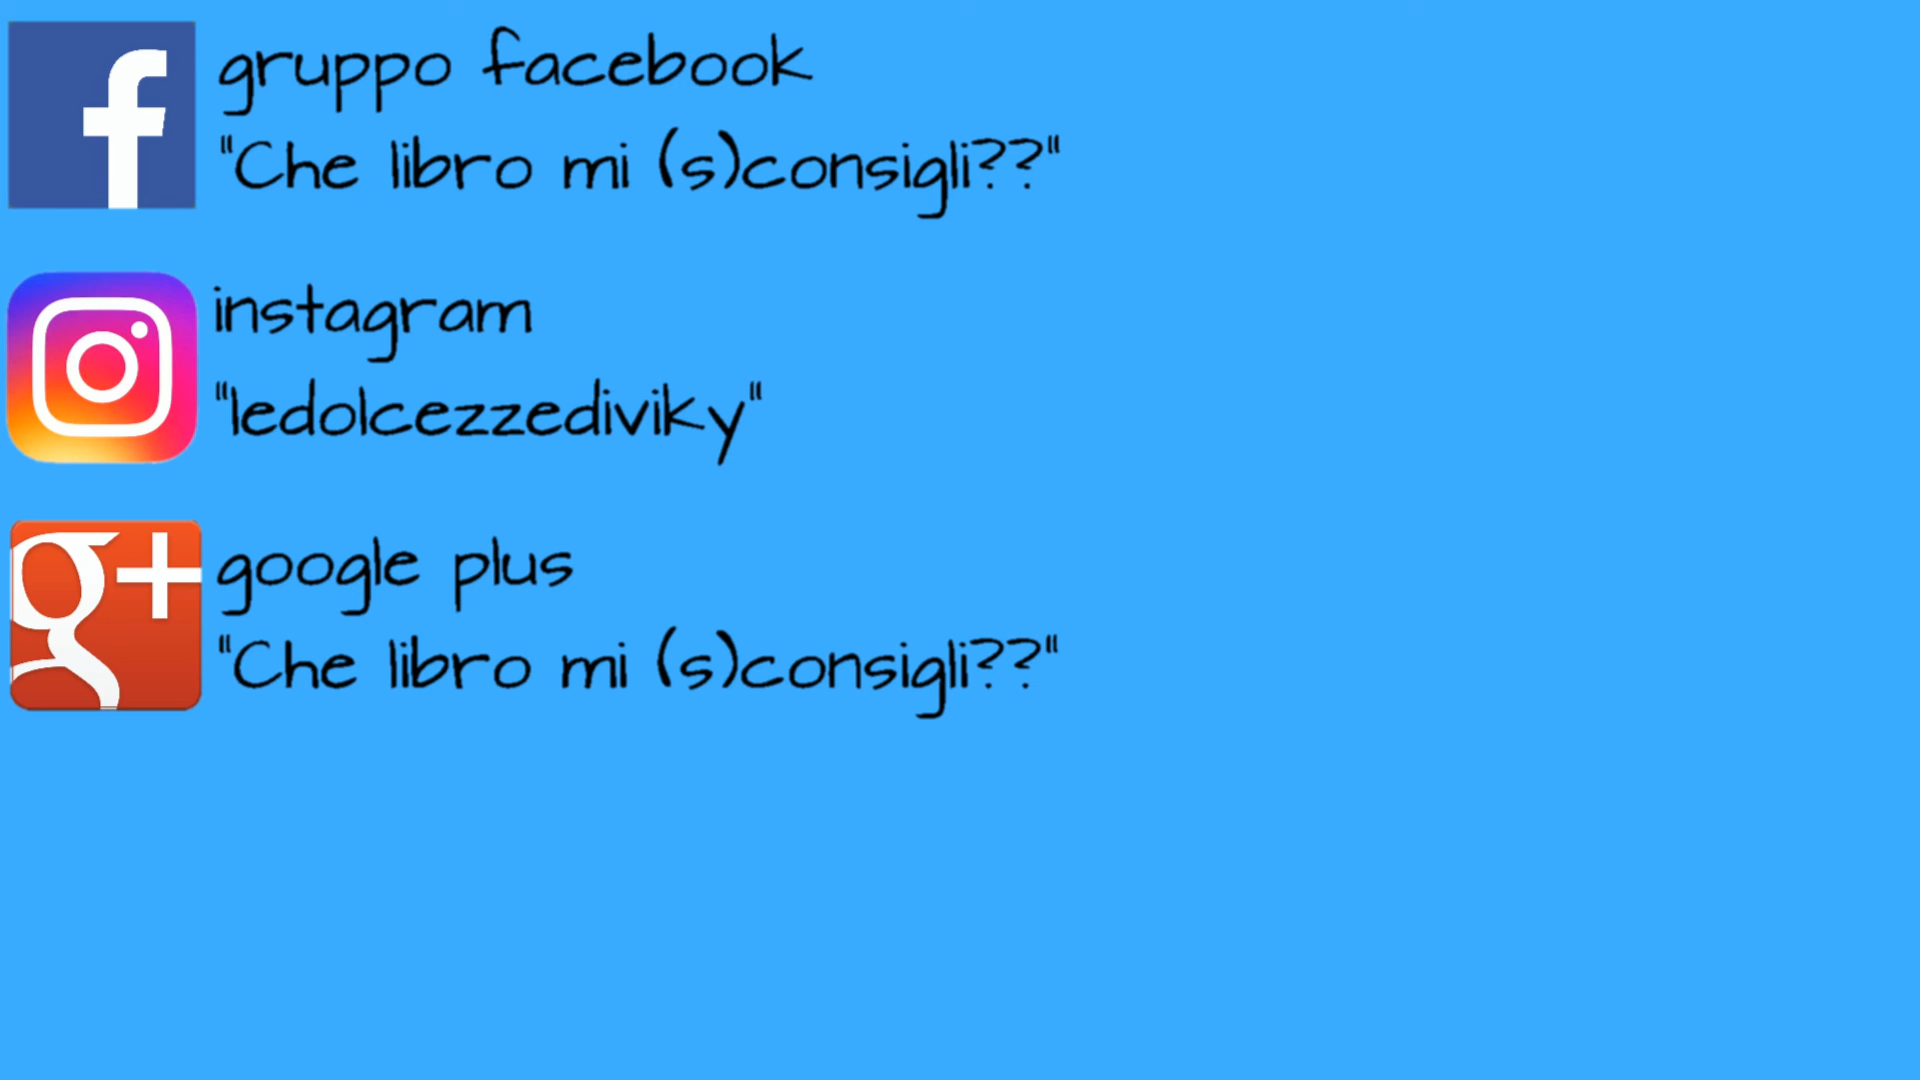 gruppo facebook
"Che libro mi (s)consigli??"
instagram
"ledolcezzediviky"
g+
google plus
"Che libro mi (s)consigli??"